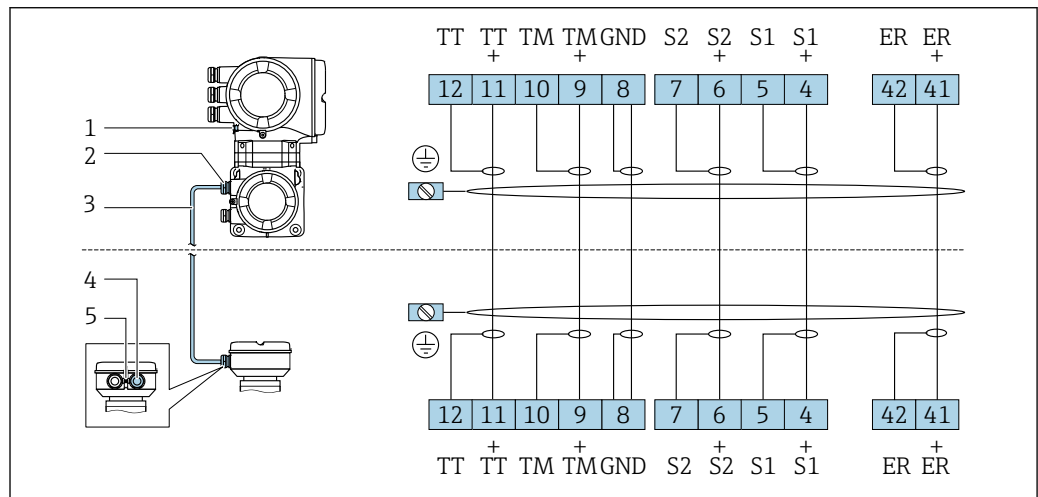 TT TT TM TM GND S2 S2 S1 S1 ER ER
+ + + + +
12 11 10 9 8 7 6 5 4 42 41
1
2
3
4
5
12 11 10 9 8 7 6 5 4 42 41
+ + + + +
TT TT TM TM GND S2 S2 S1 S1 ER ER